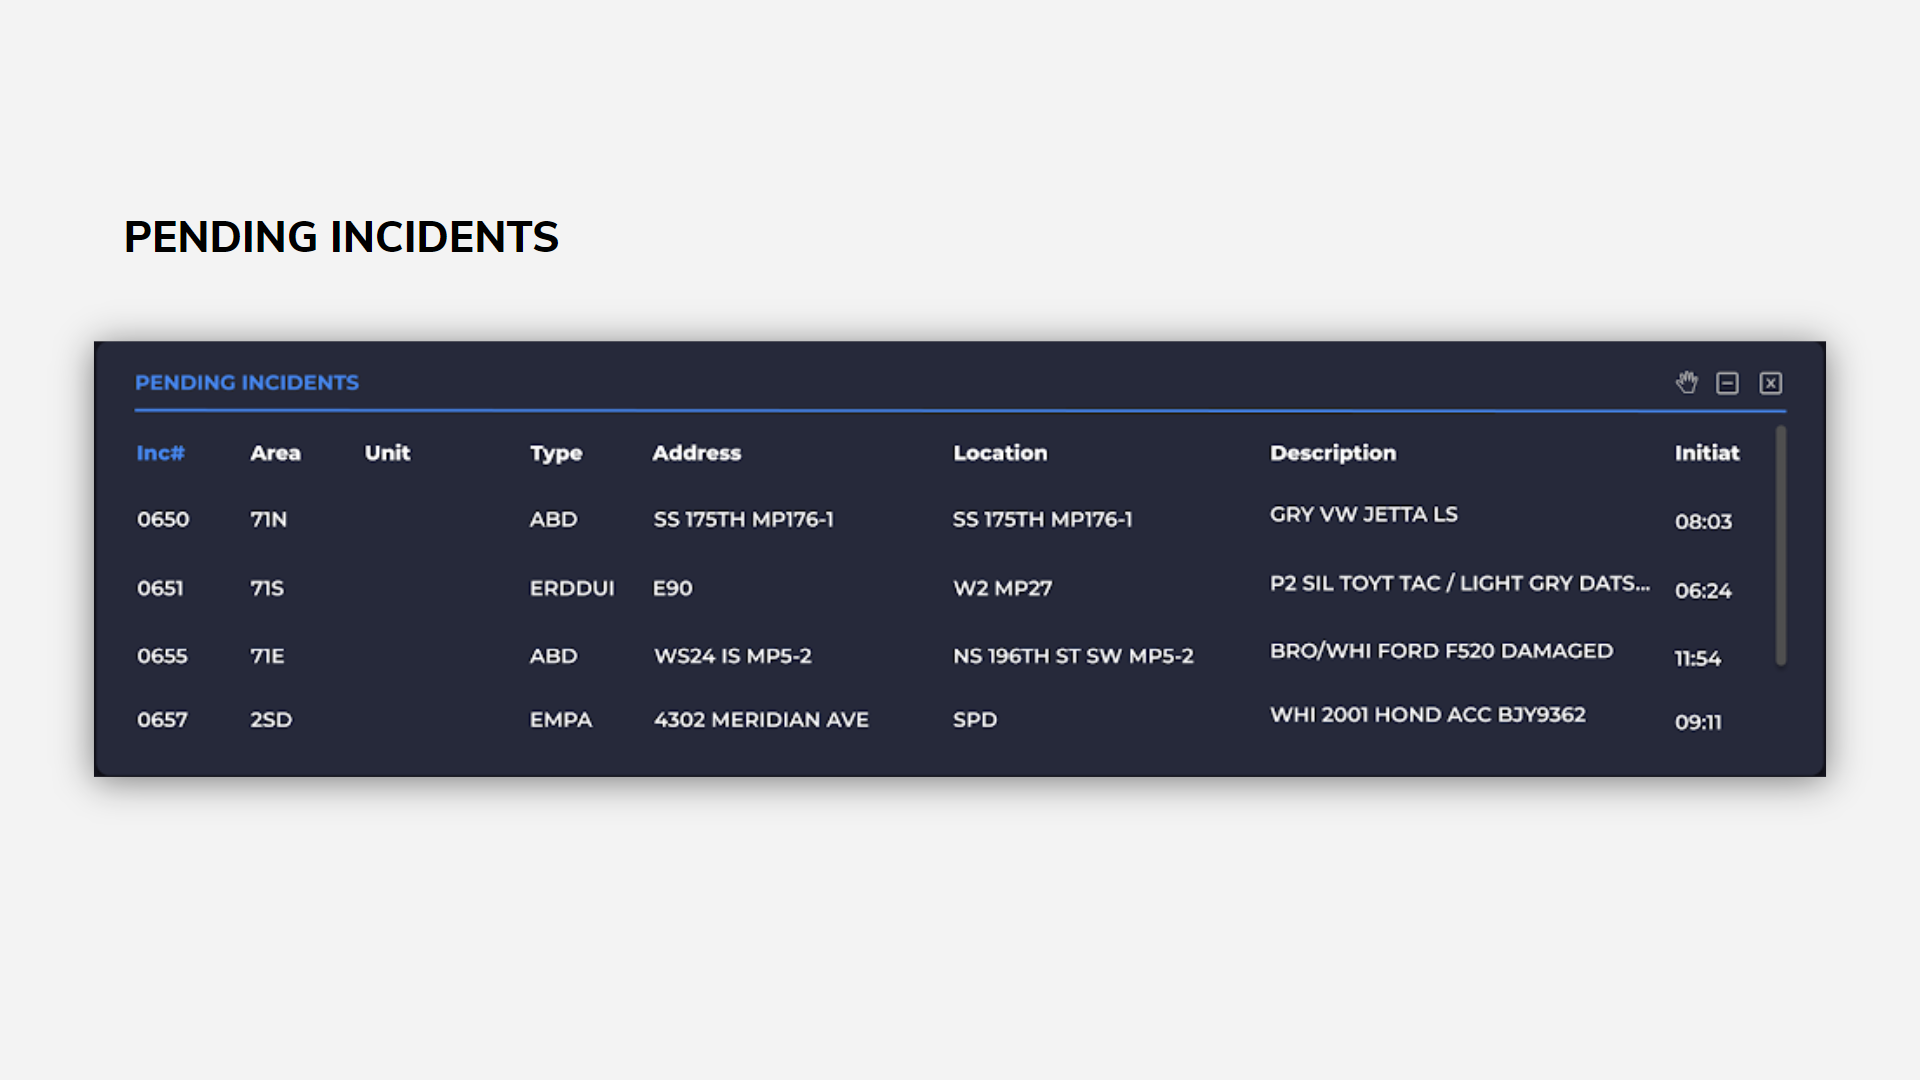 PENDING INCIDENTS
PENDING INCIDENTS
Inc# Area Unit Type Address Location Description Initiat
0650 71N ABD SS 175TH MP176-1 SS 175TH MP176-1 GRY VW JETTA LS 08:03
0651 71S ERDDUI E90 W2 MP27 P2 SIL TOYT TAC / LIGHT GRY DATS... 06:24
0655 71E ABD WS24 IS MP5-2 NS 196TH ST SW MP5-2 BRO/WHI FORD F520 DAMAGED 11:54
0657 2SD EMPA 4302 MERIDIAN AVE SPD WHI 2001 HOND ACC BJY9362 09:11